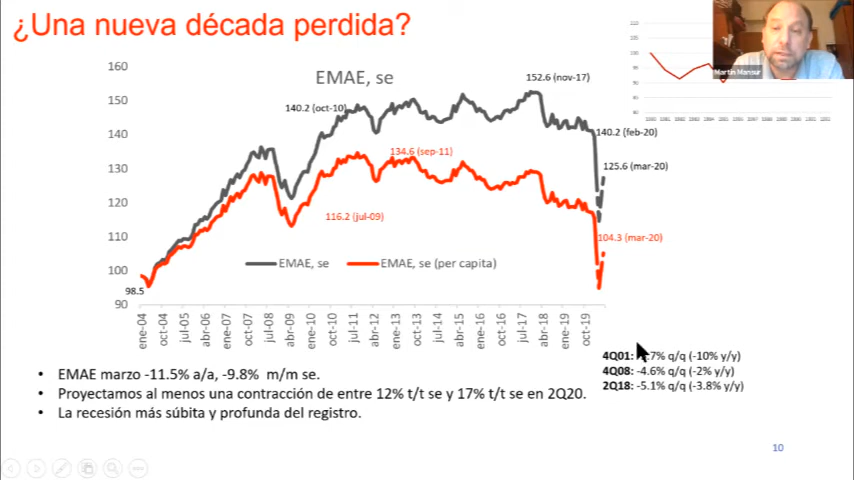 ¿Una nueva década perdida?
Martin Mansur
EMAE, se
160
150
140
130
120
110
100
90
152.6 (nov-17)
140.2 (oct-10)
140.2 (feb-20)
134.6 (sep-11)
125.6 (mar-20)
116.2 (jul-09)
104.3 (mar-20)
98.5
EMAE, se
EMAE, se (per capita)
ene-04
oct-04
jul-05
abr-06
ene-07
oct-07
jul-08
abr-09
ene-10
oct-10
jul-11
abr-12
ene-13
oct-13
jul-14
abr-15
ene-16
oct-16
jul-17
abr-18
ene-19
oct-19
4Q01: .7% q/q (-10% y/y)
4Q08: -4.6% q/q (-2% y/y)
2Q18: -5.1% q/q (-3.8% y/y)
• EMAE marzo -11.5% a/a, -9.8% m/m se.
• Proyectamos al menos una contracción de entre 12% t/t se y 17% t/t se en 2Q20.
• La recesión más súbita y profunda del registro.
10